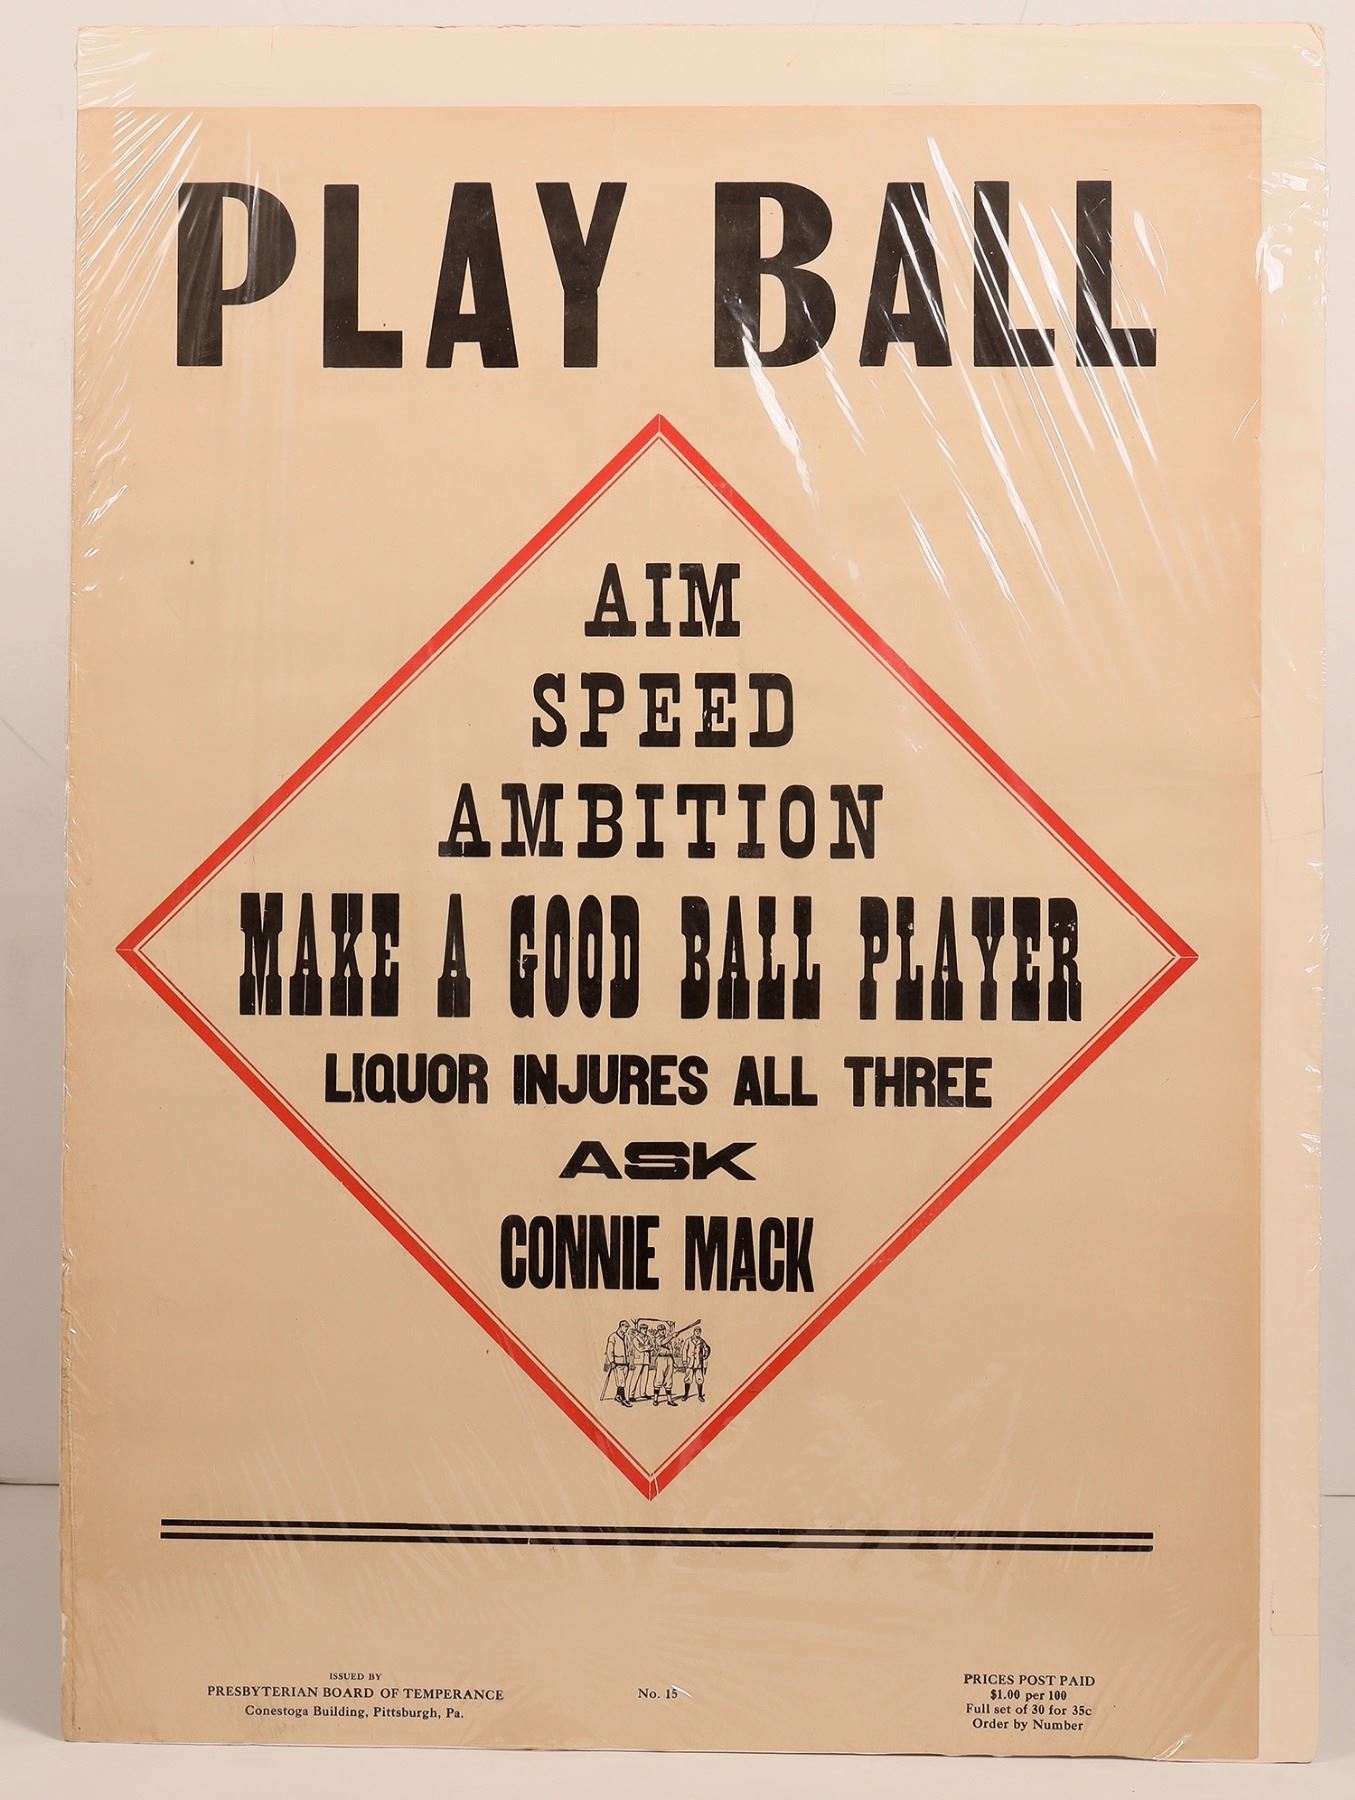 PLAY BALL
AIM
SPEED
AMBITION
MAKE A GOOD BALL PLAYER
LIQUOR INJURES ALL THREE
ASK
CONNIE MACK
ISSUED BY
PRESBYTERIAN BOARD OF TEMPERANCE
Conestoga Building, Pittsburgh, Pa.
No. 15
PRICES POST PAID
$1.00 per 100
Full set of 30 for 35c
Order by Number